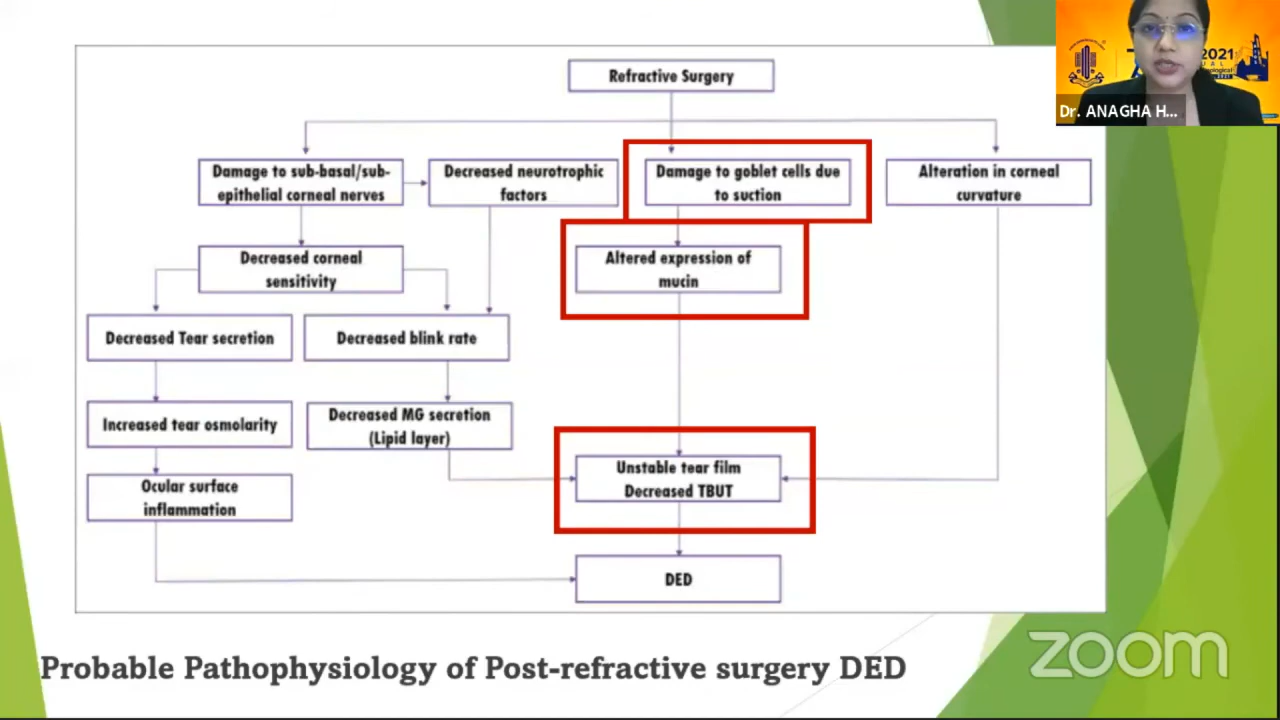 Refractive Surgery
Damage to sub-basal/sub-
epithelial corneal nerves
Decreased neurotrophic
factors
Damage to goblet cells due
to suction
Alteration in corneal
curvature
Decreased corneal
sensitivity
Altered expression of
mucin
Decreased Tear secretion
Decreased blink rate
Increased tear osmolarity
Decreased MG secretion
(Lipid layer)
Ocular surface
inflammation
Unstable tear film
Decreased TBUT
DED
Probable Pathophysiology of Post-refractive surgery DED
2021
Dr. ANAGHA H...
zoom